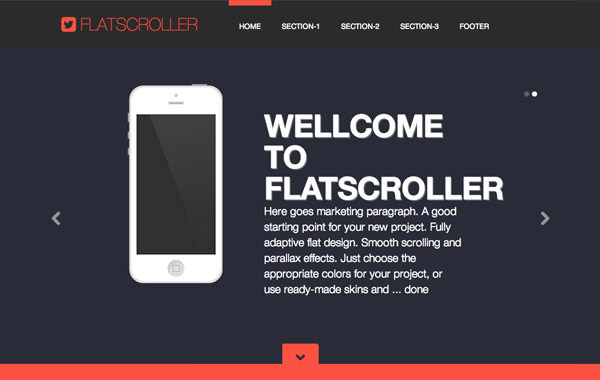 FLATSCROLLER
HOME SECTION-1 SECTION-2 SECTION-3 FOOTER
WELLCOME
TO
FLATSCROLLER
Here goes marketing paragraph. A good
starting point for your new project. Fully
adaptive flat design. Smooth scrolling and
parallax effects. Just choose the
appropriate colors for your project, or
use ready-made skins and ... done